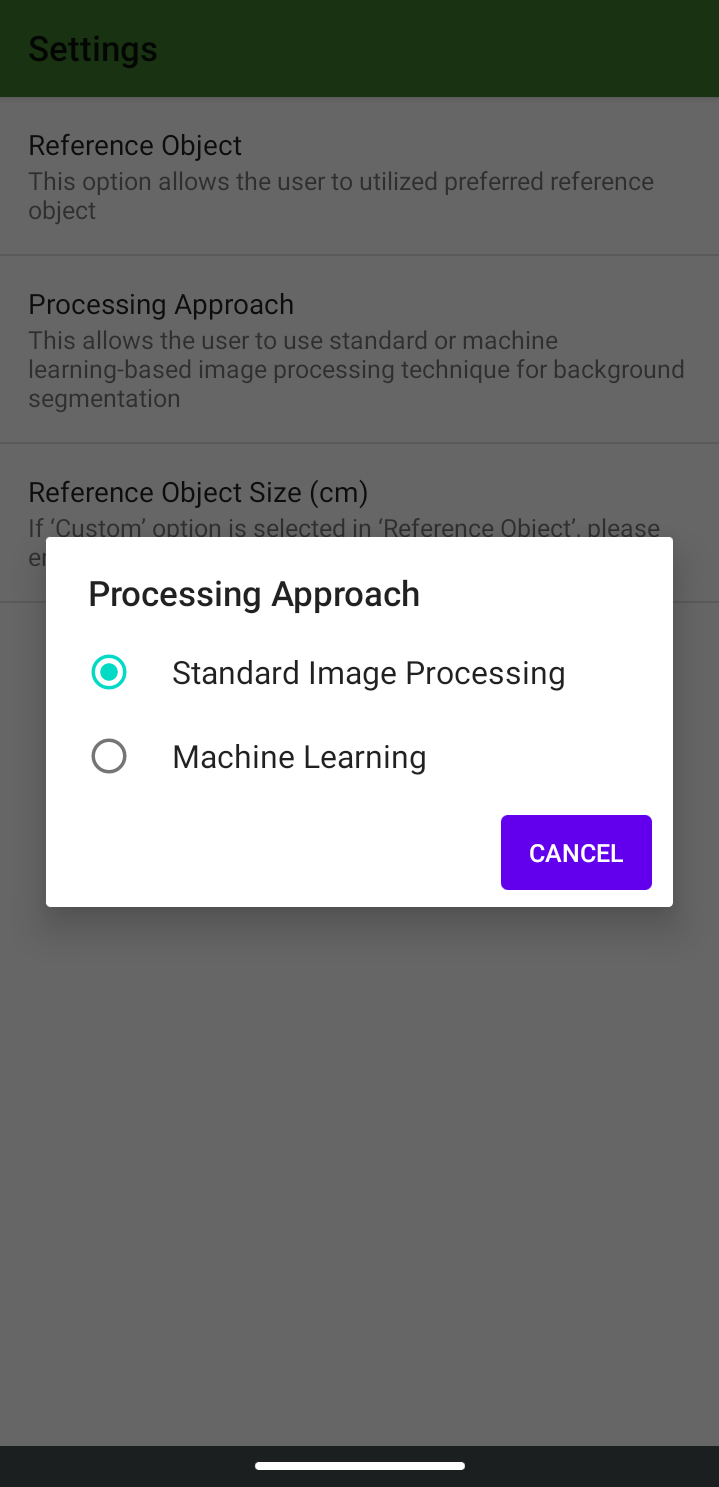 Settings
Reference Object
This option allows the user to utilized preferred reference
object
Processing Approach
This allows the user to use standard or machine
learning-based image processing technique for background
segmentation
Reference Object Size (cm)
If ‘Custom’ option is selected in ‘Reference Object’, please
Processing Approach
Standard Image Processing
Machine Learning
CANCEL